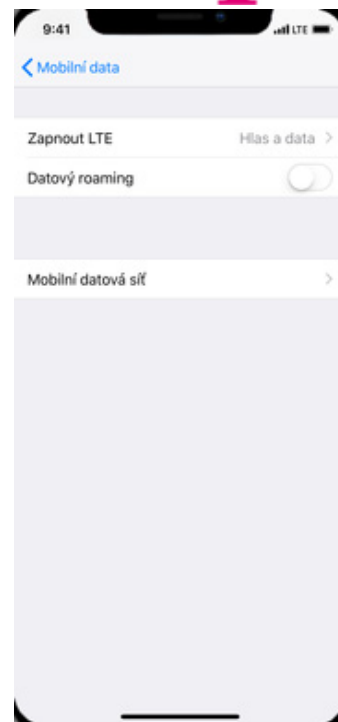 9:41 LTE
Mobilní data
Zapnout LTE Hlas a data
Datový roaming
Mobilní datová síť